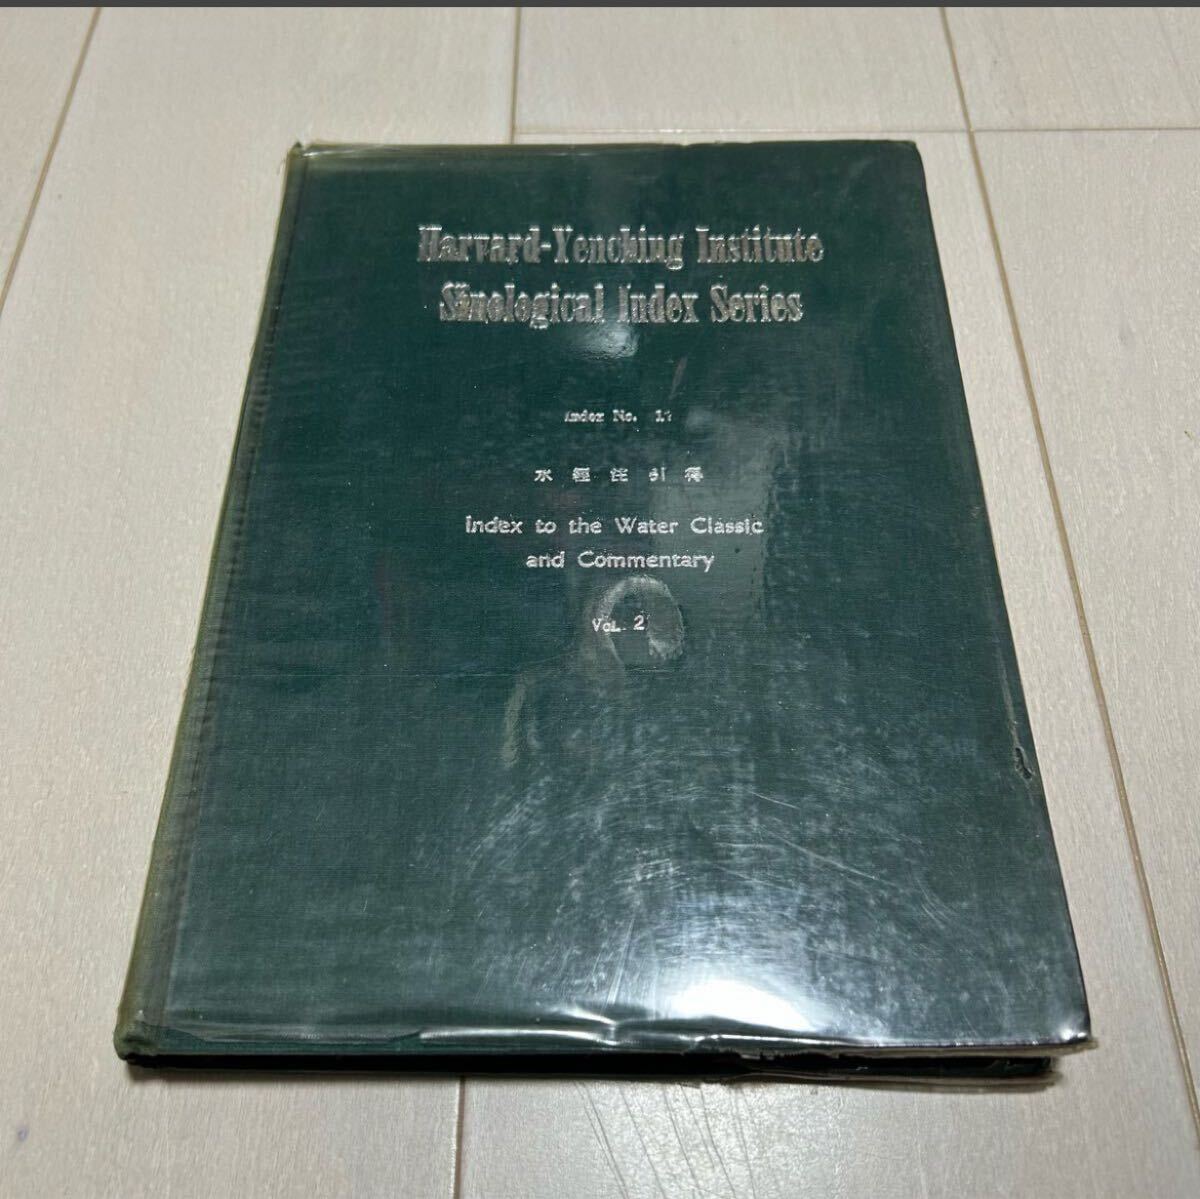 Harvard-Yenching Institute
Sinological Index Series
Index No. 17
水經注引得
Index to the Water Classic
and Commentary
VOL. 2